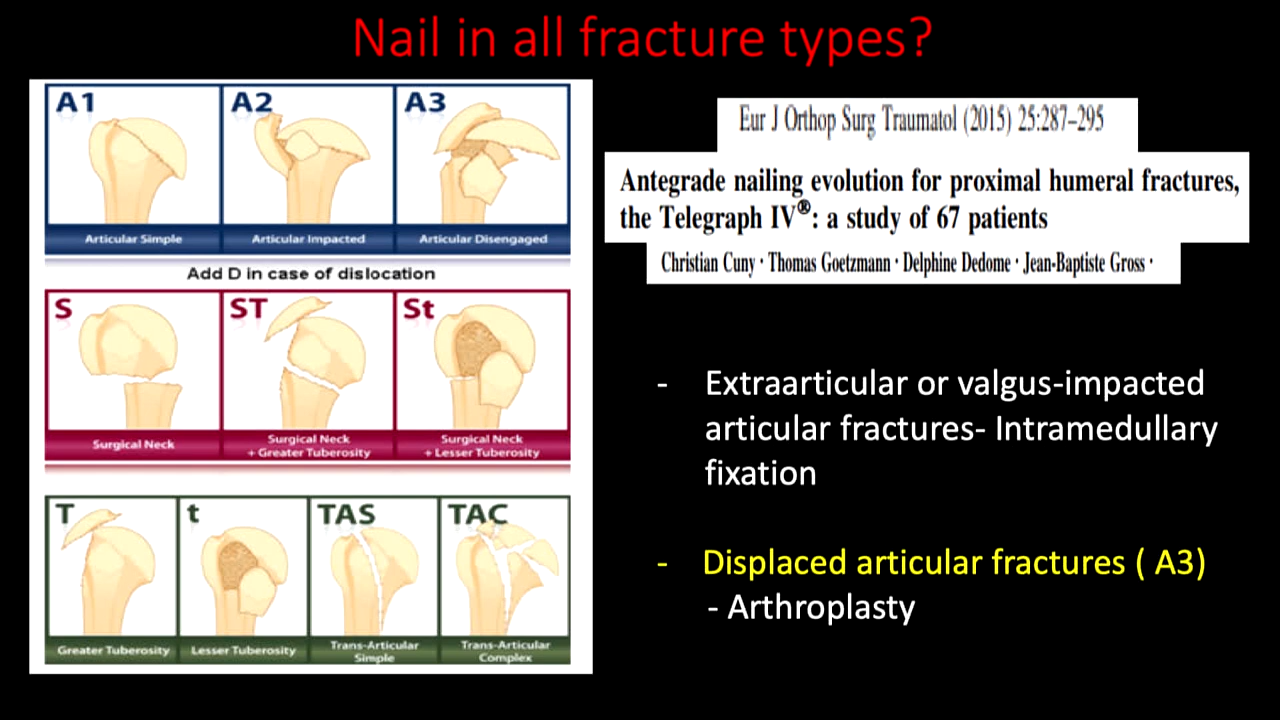 Nail in all fracture types?
A1
A2
A3
Articular Simple
Articular Impacted
Articular Disengaged
Add D in case of dislocation
S
ST
St
Surgical Neck
Surgical Neck
+ Greater Tuberosity
Surgical Neck
+ Lesser Tuberosity
T
t
TAS
TAC
Greater Tuberosity
Lesser Tuberosity
Trans-Articular
Simple
Trans-Articular
Complex
Eur J Orthop Surg Traumatol (2015) 25:287–295
Antegrade nailing evolution for proximal humeral fractures,
the Telegraph IV®: a study of 67 patients
Christian Cuny · Thomas Goetzmann · Delphine Dedome · Jean-Baptiste Gross ·
- Extraarticular or valgus-impacted
articular fractures- Intramedullary
fixation
- Displaced articular fractures ( A3)
- Arthroplasty